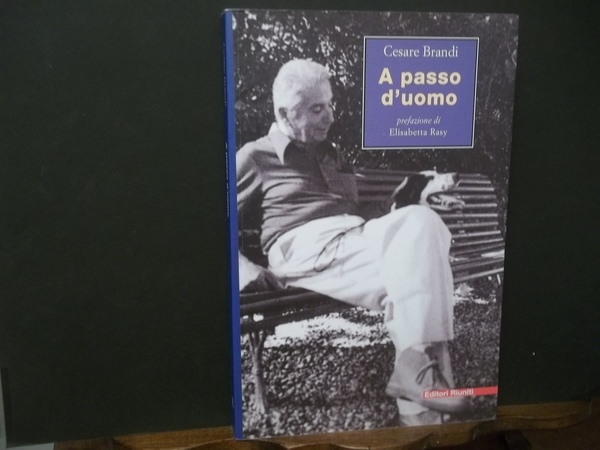 Cesare Brandi
A passo
d'uomo
prefazione di
Elisabetta Rasy
Editori Riuniti